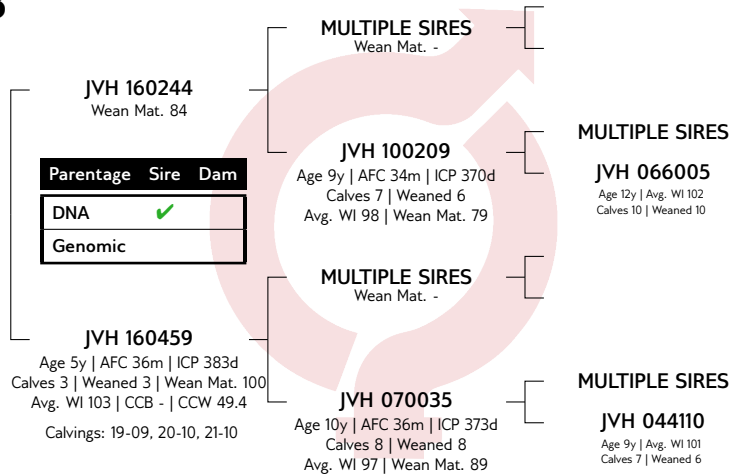 MULTIPLE SIRES
Wean Mat. -
JVH 160244
Wean Mat. 84
MULTIPLE SIRES
JVH 100209
Age 9y | AFC 34m | ICP 370d
Calves 7 | Weaned 6
Avg. WI 98 | Wean Mat. 79
JVH 066005
Age 12y | Avg. WI 102
Calves 10 | Weaned 10
Parentage Sire Dam
DNA ✔
Genomic
MULTIPLE SIRES
Wean Mat. -
JVH 160459
Age 5y | AFC 36m | ICP 383d
Calves 3 | Weaned 3 | Wean Mat. 100
Avg. WI 103 | CCB - | CCW 49.4
Calvings: 19-09, 20-10, 21-10
MULTIPLE SIRES
JVH 070035
Age 10y | AFC 36m | ICP 373d
Calves 8 | Weaned 8
Avg. WI 97 | Wean Mat. 89
JVH 044110
Age 9y | Avg. WI 101
Calves 7 | Weaned 6